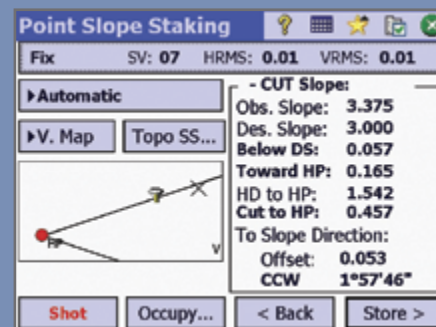 Point Slope Staking
Fix SV: 07 HRMS: 0.01 VRMS: 0.01
Automatic
V. Map Topo SS...
HP
V
- CUT Slope:
Obs. Slope: 3.375
Des. Slope: 3.000
Below DS: 0.057
Toward HP: 0.165
HD to HP: 1.542
Cut to HP: 0.457
To Slope Direction:
Offset: 0.053
CCW 1°57'46"
Shot Occupy... < Back Store >